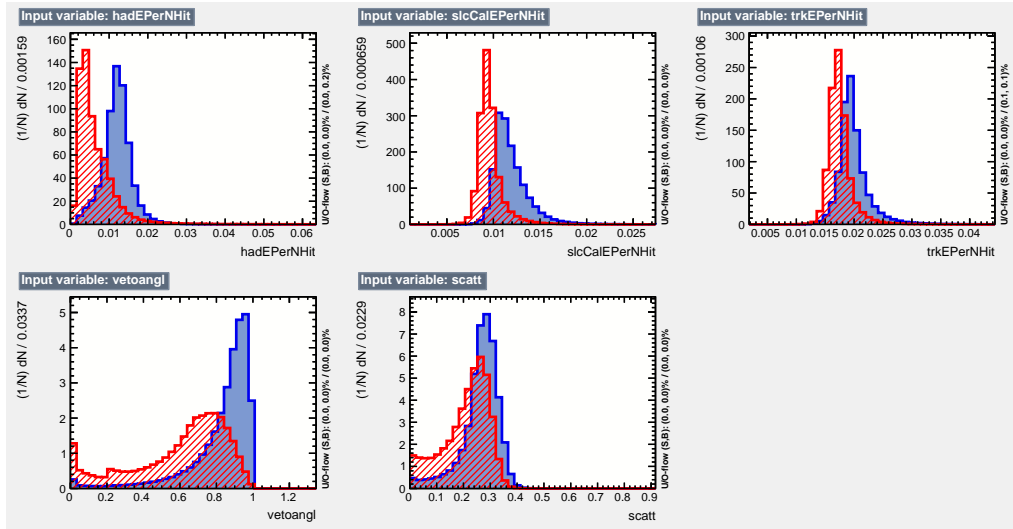 Input variable: hadEPerNHit
(1/N) dN / 0.00159
160
140
120
100
80
60
40
20
0
0 0.01 0.02 0.03 0.04 0.05 0.06
hadEPerNHit
U/O-flow (S,B): (0.0, 0.0)% / (0.0, 0.2)%
Input variable: slcCalEPerNHit
(1/N) dN / 0.000659
500
400
300
200
100
0
0.005 0.01 0.015 0.02 0.025
slcCalEPerNHit
U/O-flow (S,B): (0.0, 0.0)% / (0.0, 0.0)%
Input variable: trkEPerNHit
(1/N) dN / 0.00106
300
250
200
150
100
50
0
0.005 0.01 0.015 0.02 0.025 0.03 0.035 0.04
trkEPerNHit
U/O-flow (S,B): (0.0, 0.0)% / (0.1, 0.1)%
Input variable: vetoangl
(1/N) dN / 0.0337
5
4
3
2
1
0
0 0.2 0.4 0.6 0.8 1 1.2
vetoangl
U/O-flow (S,B): (0.0, 0.0)% / (0.0, 0.0)%
Input variable: scatt
(1/N) dN / 0.0229
8
7
6
5
4
3
2
1
0
0 0.1 0.2 0.3 0.4 0.5 0.6 0.7 0.8 0.9
scatt
U/O-flow (S,B): (0.0, 0.0)% / (0.0, 0.0)%